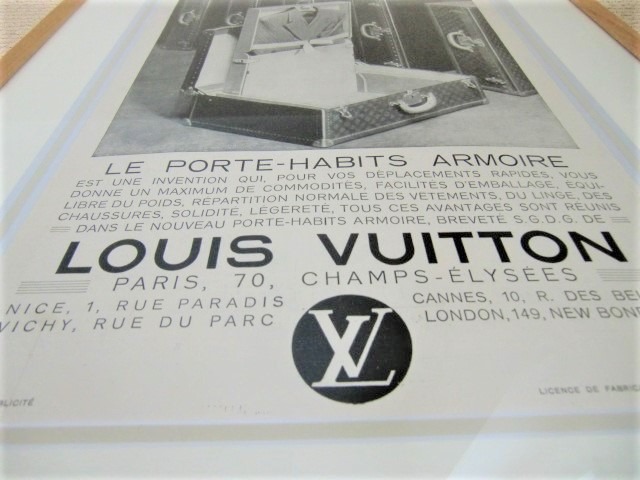 LE PORTE-HABITS ARMOIRE
EST UNE INVENTION QUI, POUR VOS DÉPLACEMENTS RAPIDES, VOUS
DONNE UN MAXIMUM DE COMMODITÉS, FACILITÉS D'EMBALLAGE, ÉQUI-
LIBRE DU POIDS, RÉPARTITION NORMALE DES VÊTEMENTS, DU LINGE, DES
CHAUSSURES, SOLIDITÉ, LÉGÈRETÉ, TOUS CES AVANTAGES SONT RÉUNIS
DANS LE NOUVEAU PORTE-HABITS ARMOIRE, BREVETÉ S.G.D.G. DE
LOUIS VUITTON
PARIS, 70, CHAMPS-ÉLYSÉES
NICE, 1, RUE PARADIS
VICHY, RUE DU PARC
CANNES, 10, R. DES
LONDON, 149, NEW
LV
LICENCE DE